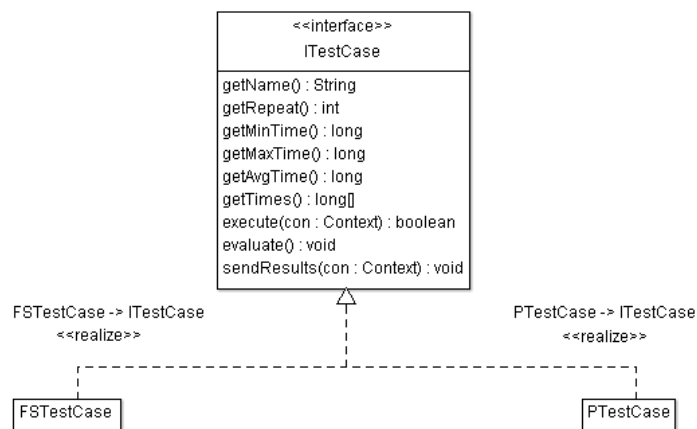 <<interface>>
ITestCase
getName() : String
getRepeat() : int
getMinTime() : long
getMaxTime() : long
getAvgTime() : long
getTimes() : long[]
execute(con : Context) : boolean
evaluate() : void
sendResults(con : Context) : void
FSTestCase -> ITestCase
<<realize>>
PTestCase -> ITestCase
<<realize>>
FSTestCase
PTestCase